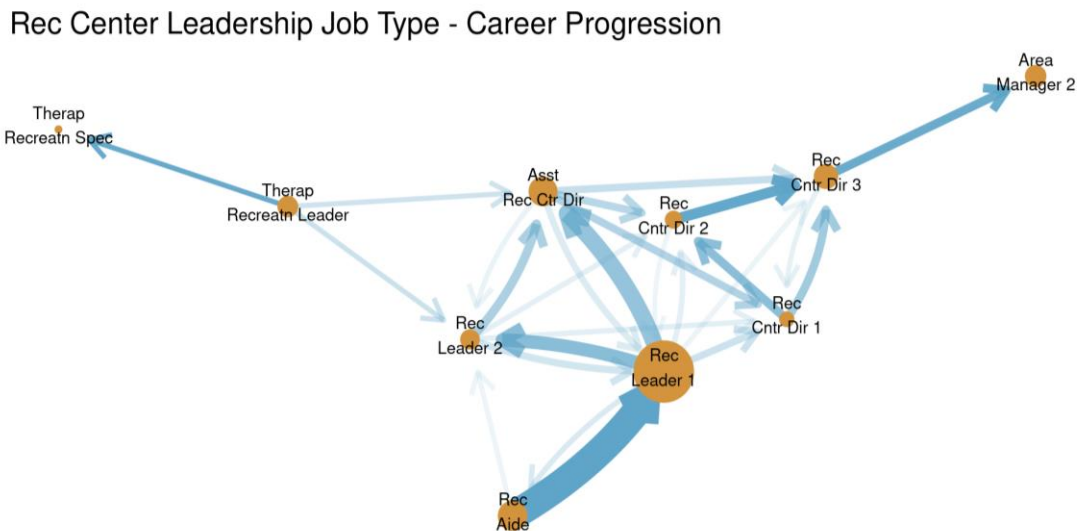 Rec Center Leadership Job Type - Career Progression
Area
Manager 2
Therap
Recreatn Spec
Rec
Cntr Dir 3
Asst
Rec Ctr Dir
Therap
Recreatn Leader
Rec
Cntr Dir 2
Rec
Cntr Dir 1
Rec
Leader 2
Rec
Leader 1
Rec
Aide